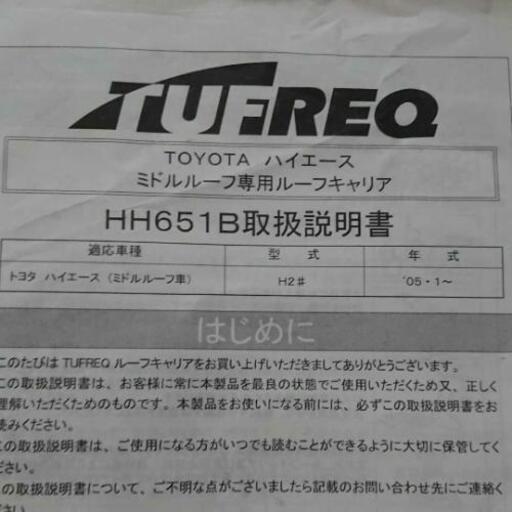 TUFREQ
TOYOTA ハイエース
ミドルルーフ専用ルーフキャリア
HH651B取扱説明書
適応車種 型 式 年 式
トヨタ ハイエース（ミドルルーフ車） H2＃ '05・1～
はじめに
このたびは TUFREQ ルーフキャリアをお買い上げいただきましてありがとうございます。
この取扱説明書は、お客様に常に本製品を最良の状態でご使用いただくため又、正しく
理解いただくためのものです。本製品をお使いになる前には、必ずこの取扱説明書をお
読みください。
この取扱説明書は、ご使用になる方がいつでも読むことができるように大切に保管してく
ださい。
この取扱説明書について、ご不明な点がございましたら記載のお問い合わせ先にご連絡く
ださい。